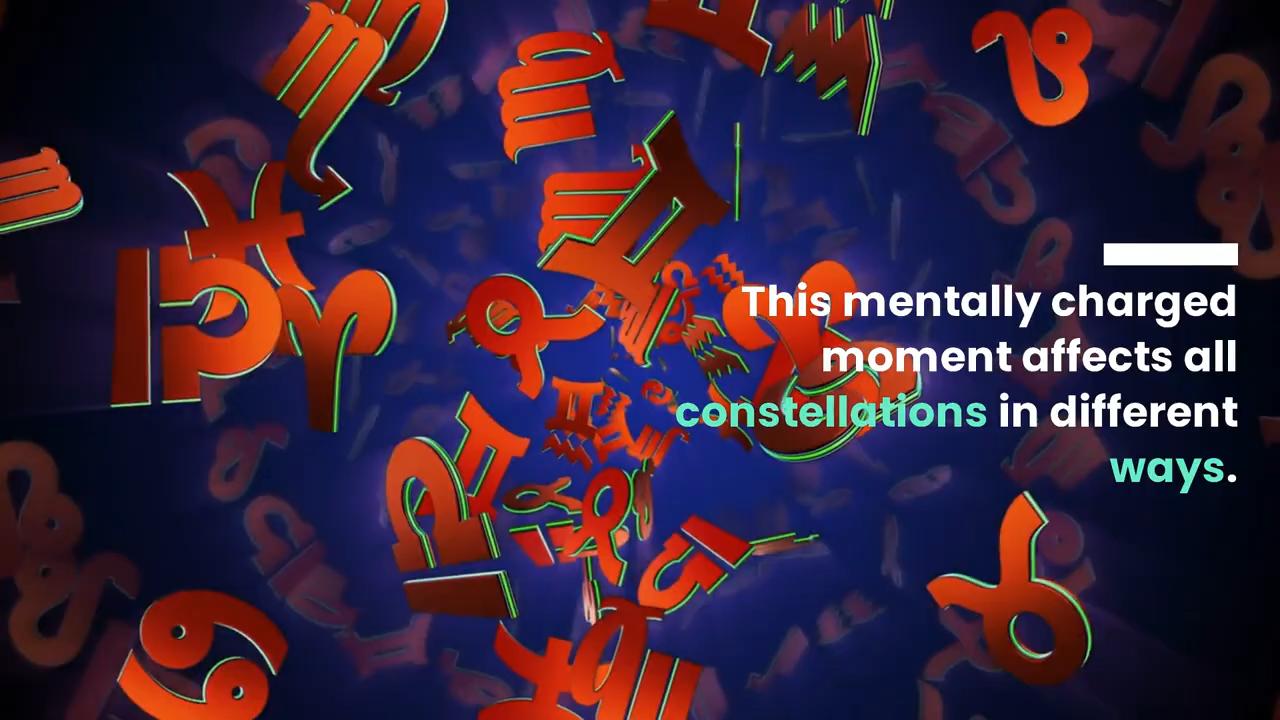 This mentally charged
moment affects all
constellations in different
ways.